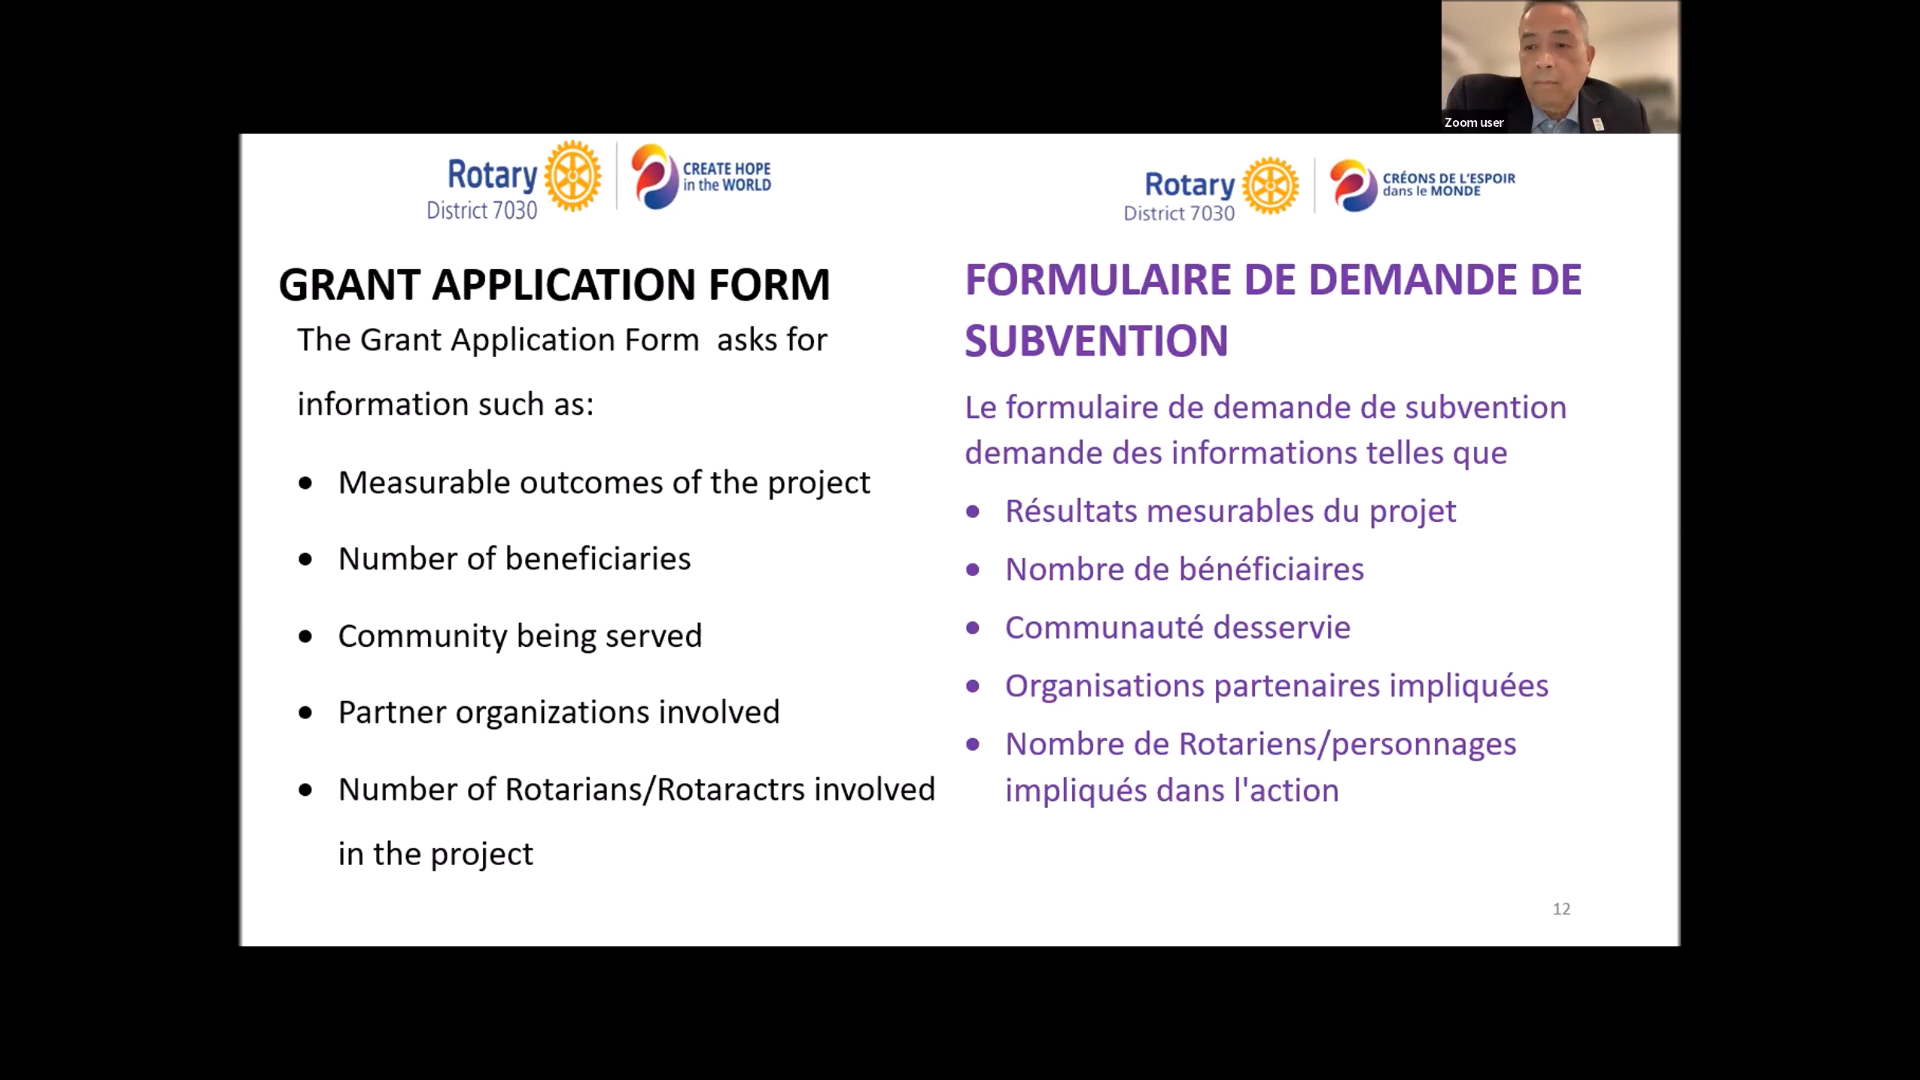 Zoom user
Rotary
District 7030
CREATE HOPE
in the WORLD
Rotary
District 7030
CRÉONS DE L'ESPOIR
dans le MONDE
GRANT APPLICATION FORM
The Grant Application Form  asks for
information such as:
• Measurable outcomes of the project
• Number of beneficiaries
• Community being served
• Partner organizations involved
• Number of Rotarians/Rotaractrs involved
in the project
FORMULAIRE DE DEMANDE DE
SUBVENTION
Le formulaire de demande de subvention
demande des informations telles que
• Résultats mesurables du projet
• Nombre de bénéficiaires
• Communauté desservie
• Organisations partenaires impliquées
• Nombre de Rotariens/personnages
impliqués dans l'action
12